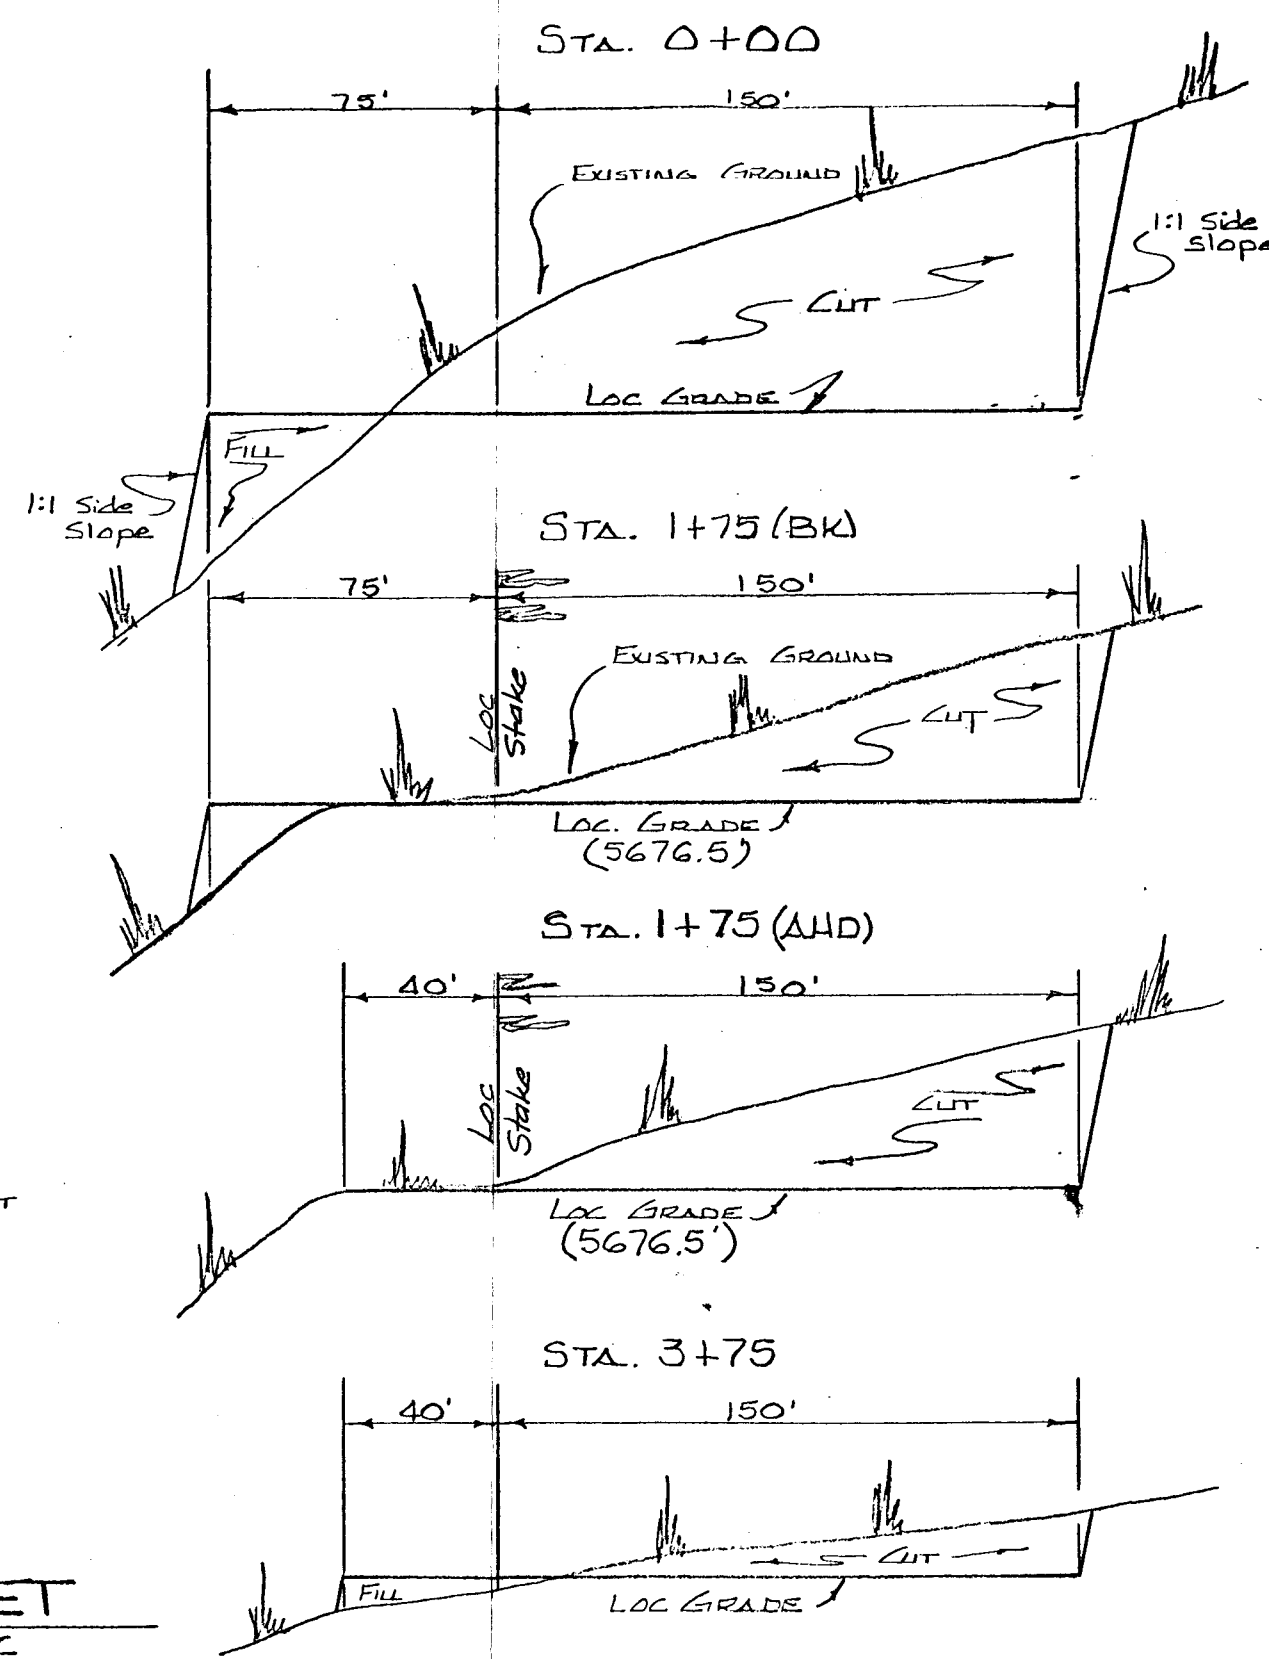 STA. 0+00
75'
150'
EXISTING GROUND
1:1 Side
Slope
CUT
LOC GRADE
FILL
1:1 Side
Slope
STA. 1+75 (BK)
75'
150'
EXISTING GROUND
LOC
Stake
CUT
LOC. GRADE
(5676.5')
STA. 1+75 (AHD)
40'
150'
LOC
Stake
CUT
T
LOC GRADE
(5676.5')
STA. 3+75
40'
150'
CUT
FILL
LOC GRADE
ET